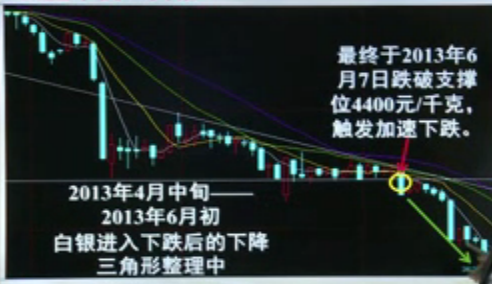 最终于2013年6
月7日跌破支撑
位4400元/千克，
触发加速下跌。
2013年4月中旬——
2013年6月初
白银进入下跌后的下降
三角形整理中